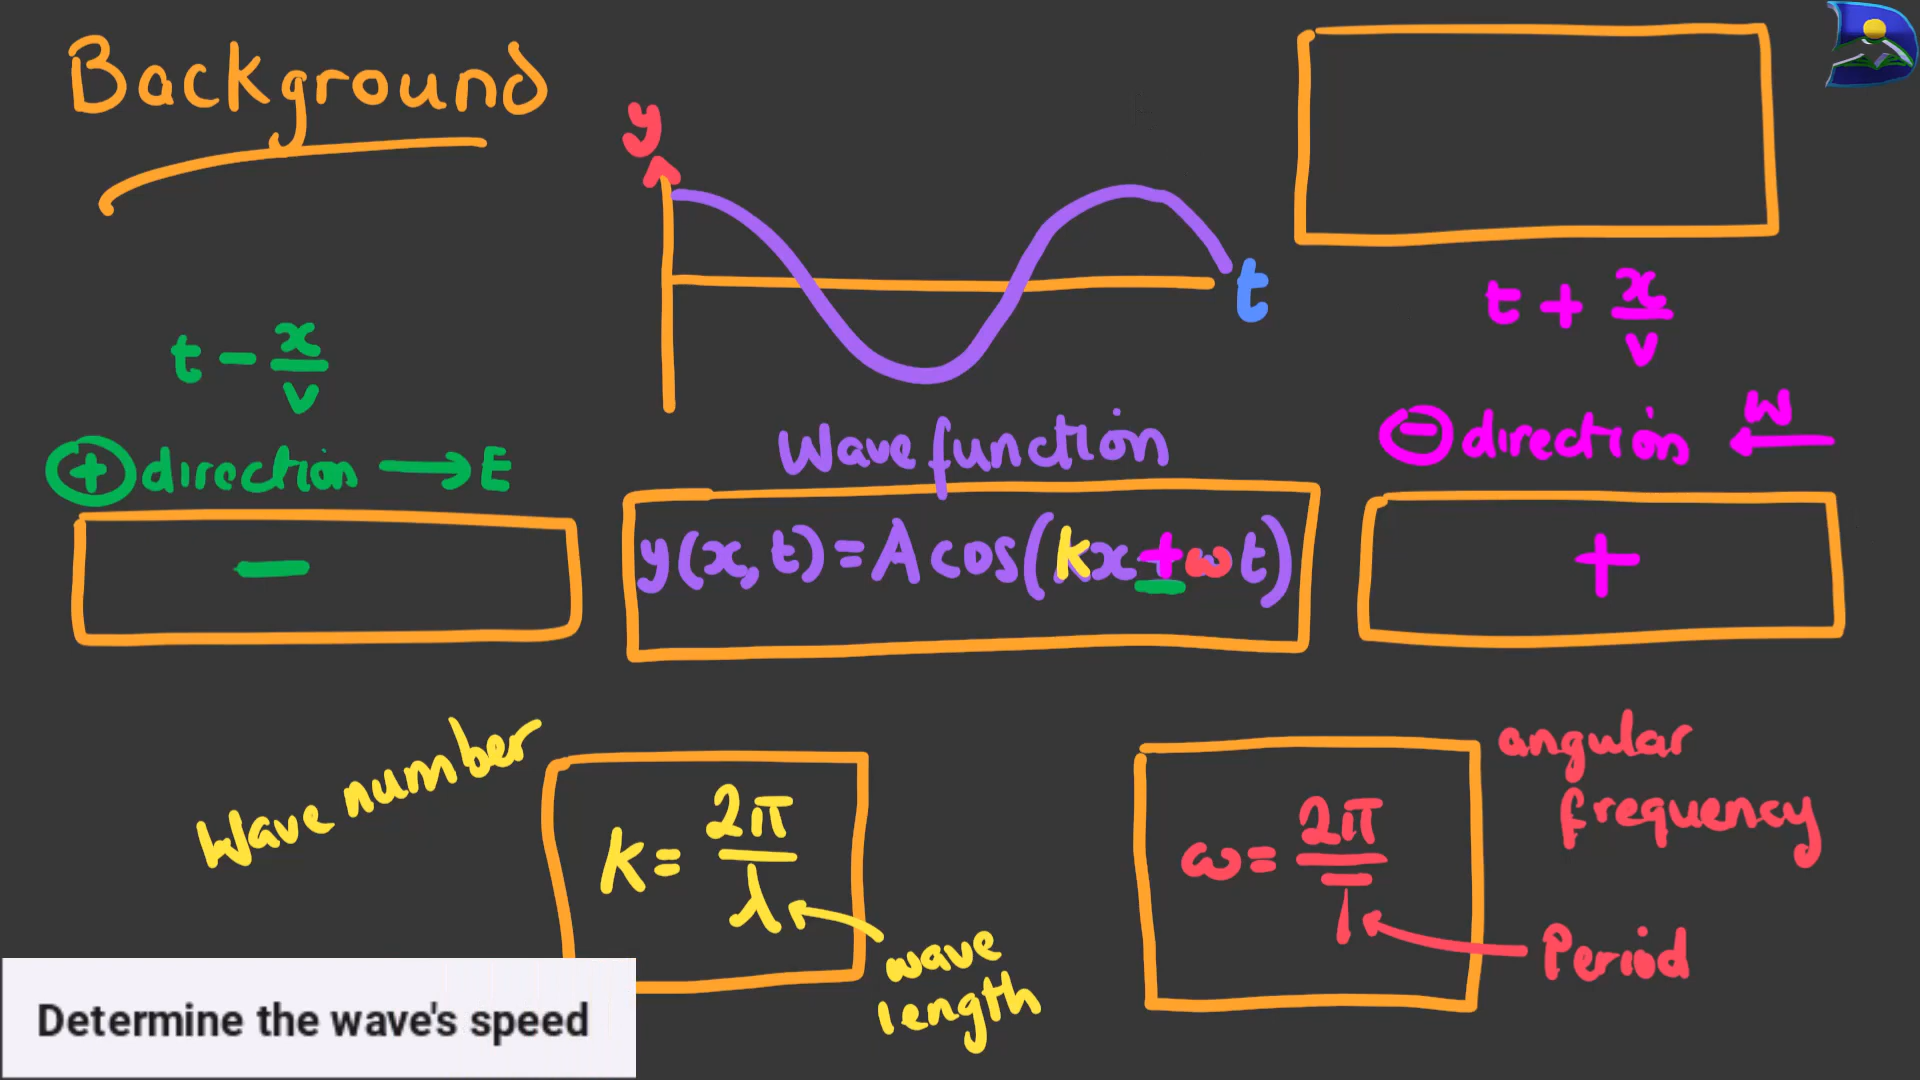 Background
y
t
t - x/v
t + x/v
+ direction → E
- direction ← W
Wave function
-
y(x,t) = A cos(kx ± ωt)
+
Wave number
k = 2π/λ
wave
length
angular
frequency
ω = 2π/T
Period
Determine the wave's speed